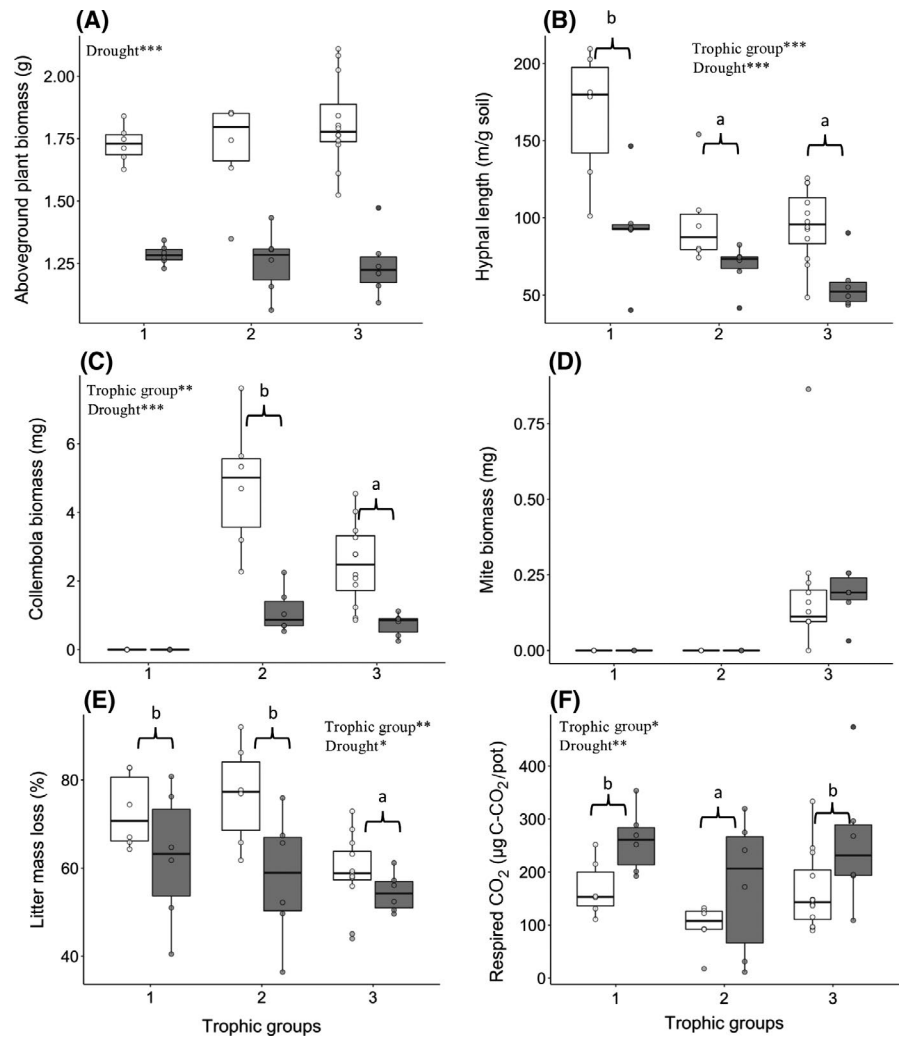 (A)
Drought***
Aboveground plant biomass (g)
2.00
1.75
1.50
1.25
1 2 3
(B)
b
Trophic group***
Drought***
a
a
Hyphal length (m/g soil)
200
150
100
50
1 2 3
(C)
Trophic group**
Drought***
b
a
Collembola biomass (mg)
6
4
2
0
1 2 3
(D)
Mite biomass (mg)
0.75
0.50
0.25
0.00
1 2 3
(E)
b
b
Trophic group**
Drought*
a
Litter mass loss (%)
80
60
40
1 2 3
Trophic groups
(F)
Trophic group*
Drought**
b
a
b
Respired CO₂ (µg C-CO₂/pot)
400
300
200
100
0
1 2 3
Trophic groups